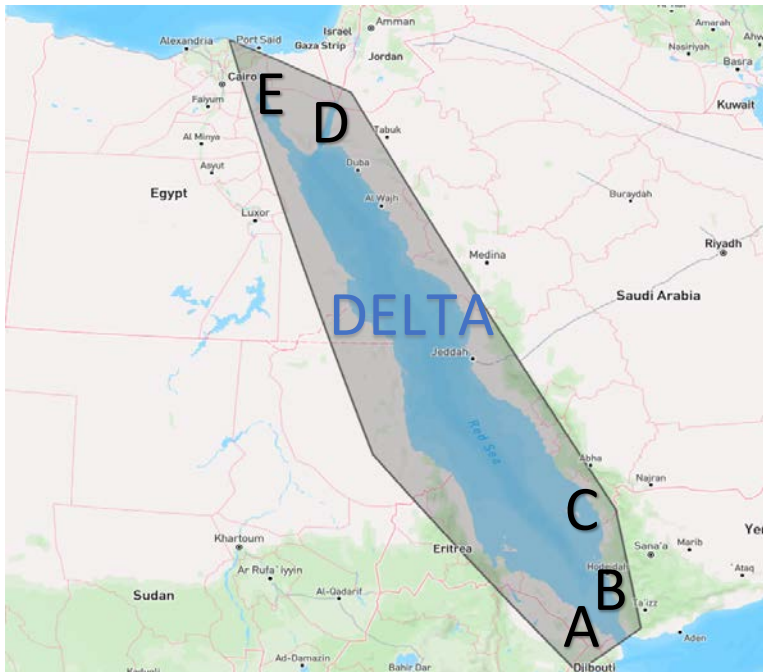 Israel
Amman
Alexandria
Port Said
Gaza Strip
Amarah
Nasiriyah
Basra
Jordan
Cairo
E
Kuwait
Faiyum
D
Tabuk
Al Minya
Duba
Asyut
Egypt
Al Wajh
Buraydah
Luxor
Riyadh
Medina
Saudi Arabia
DELTA
Jeddah
Red Sea
Abha
Najran
C
Khartoum
Eritrea
Sana'a
Marib
Hodeidah
Ar Rufa`iyyin
`Ataq
Sudan
Al-Qadarif
B
Ta'izz
A
Aden
Ad-Damazin
Bahir Dar
Djibouti